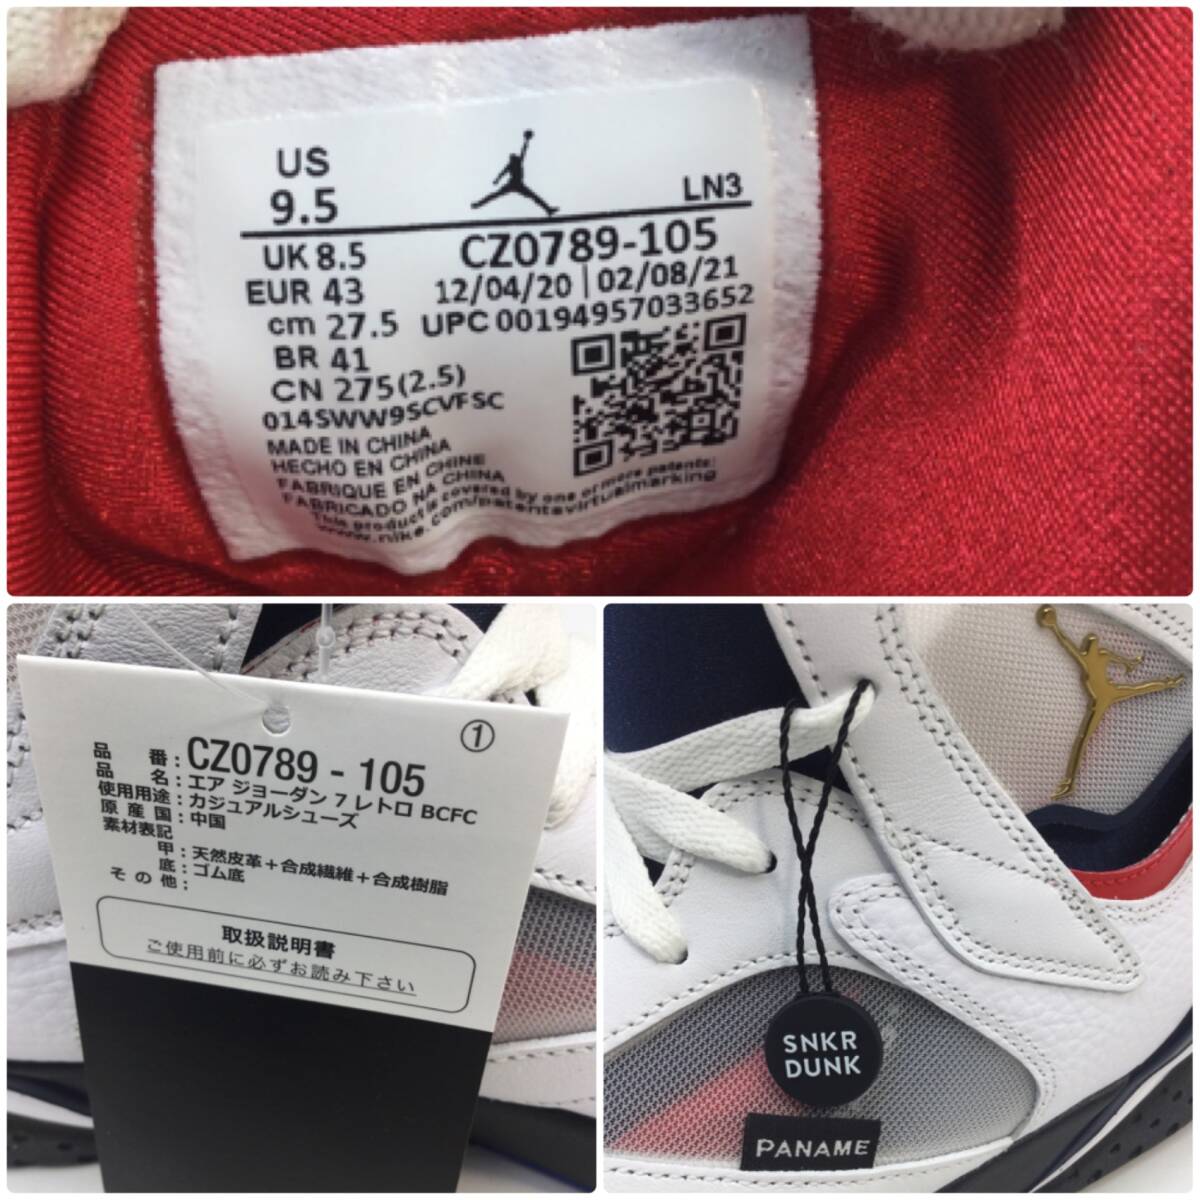 US
9.5
LN3
UK 8.5
CZ0789-105
EUR 43
12/04/20 | 02/08/21
cm 27.5
UPC 00194957033652
BR 41
CN 275(2.5)
014SWW9SCVFSC
MADE IN CHINA
HECHO EN CHINA
FABRIQUE EN CHINE
FABRICADO NA CHINA
This product is covered by one or more patents:
www.nike.com/patentsvirtualmarking
①
品 番：CZ0789 - 105
品 名：エア ジョーダン 7 レトロ BCFC
使用用途：カジュアルシューズ
原 産 国：中国
素材表記
甲：天然皮革＋合成繊維＋合成樹脂
底：ゴム底
そ の 他：
取扱説明書
ご使用前に必ずお読み下さい
SNKR
DUNK
PANAME